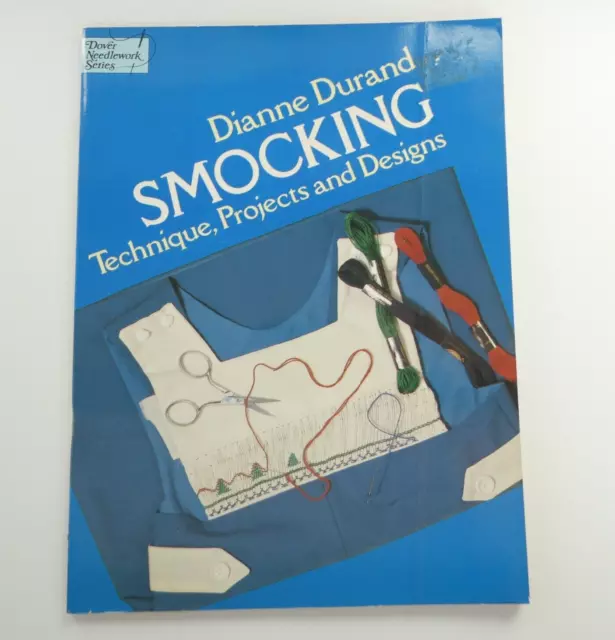 Dover
Needlework
Series
Dianne Durand
SMOCKING
Technique, Projects and Designs